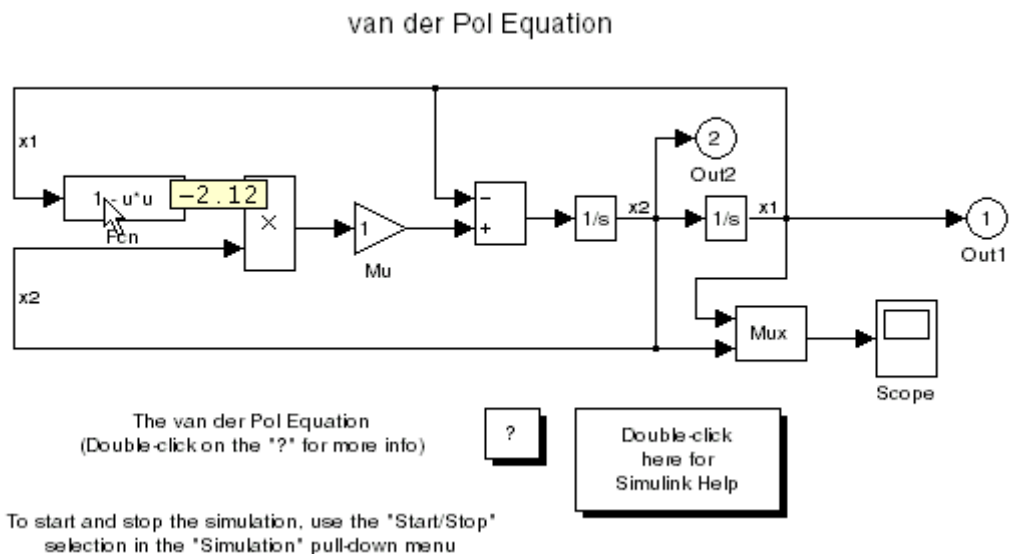 van der Pol Equation
x1
1 - u*u
-2.12
Fcn
×
1
Mu
-
+
1/s
x2
2
Out2
1/s
x1
1
Out1
x2
Mux
Scope
The van der Pol Equation
(Double-click on the "?" for more info)
?
Double-click
here for
Simulink Help
To start and stop the simulation, use the "Start/Stop"
selection in the "Simulation" pull-down menu